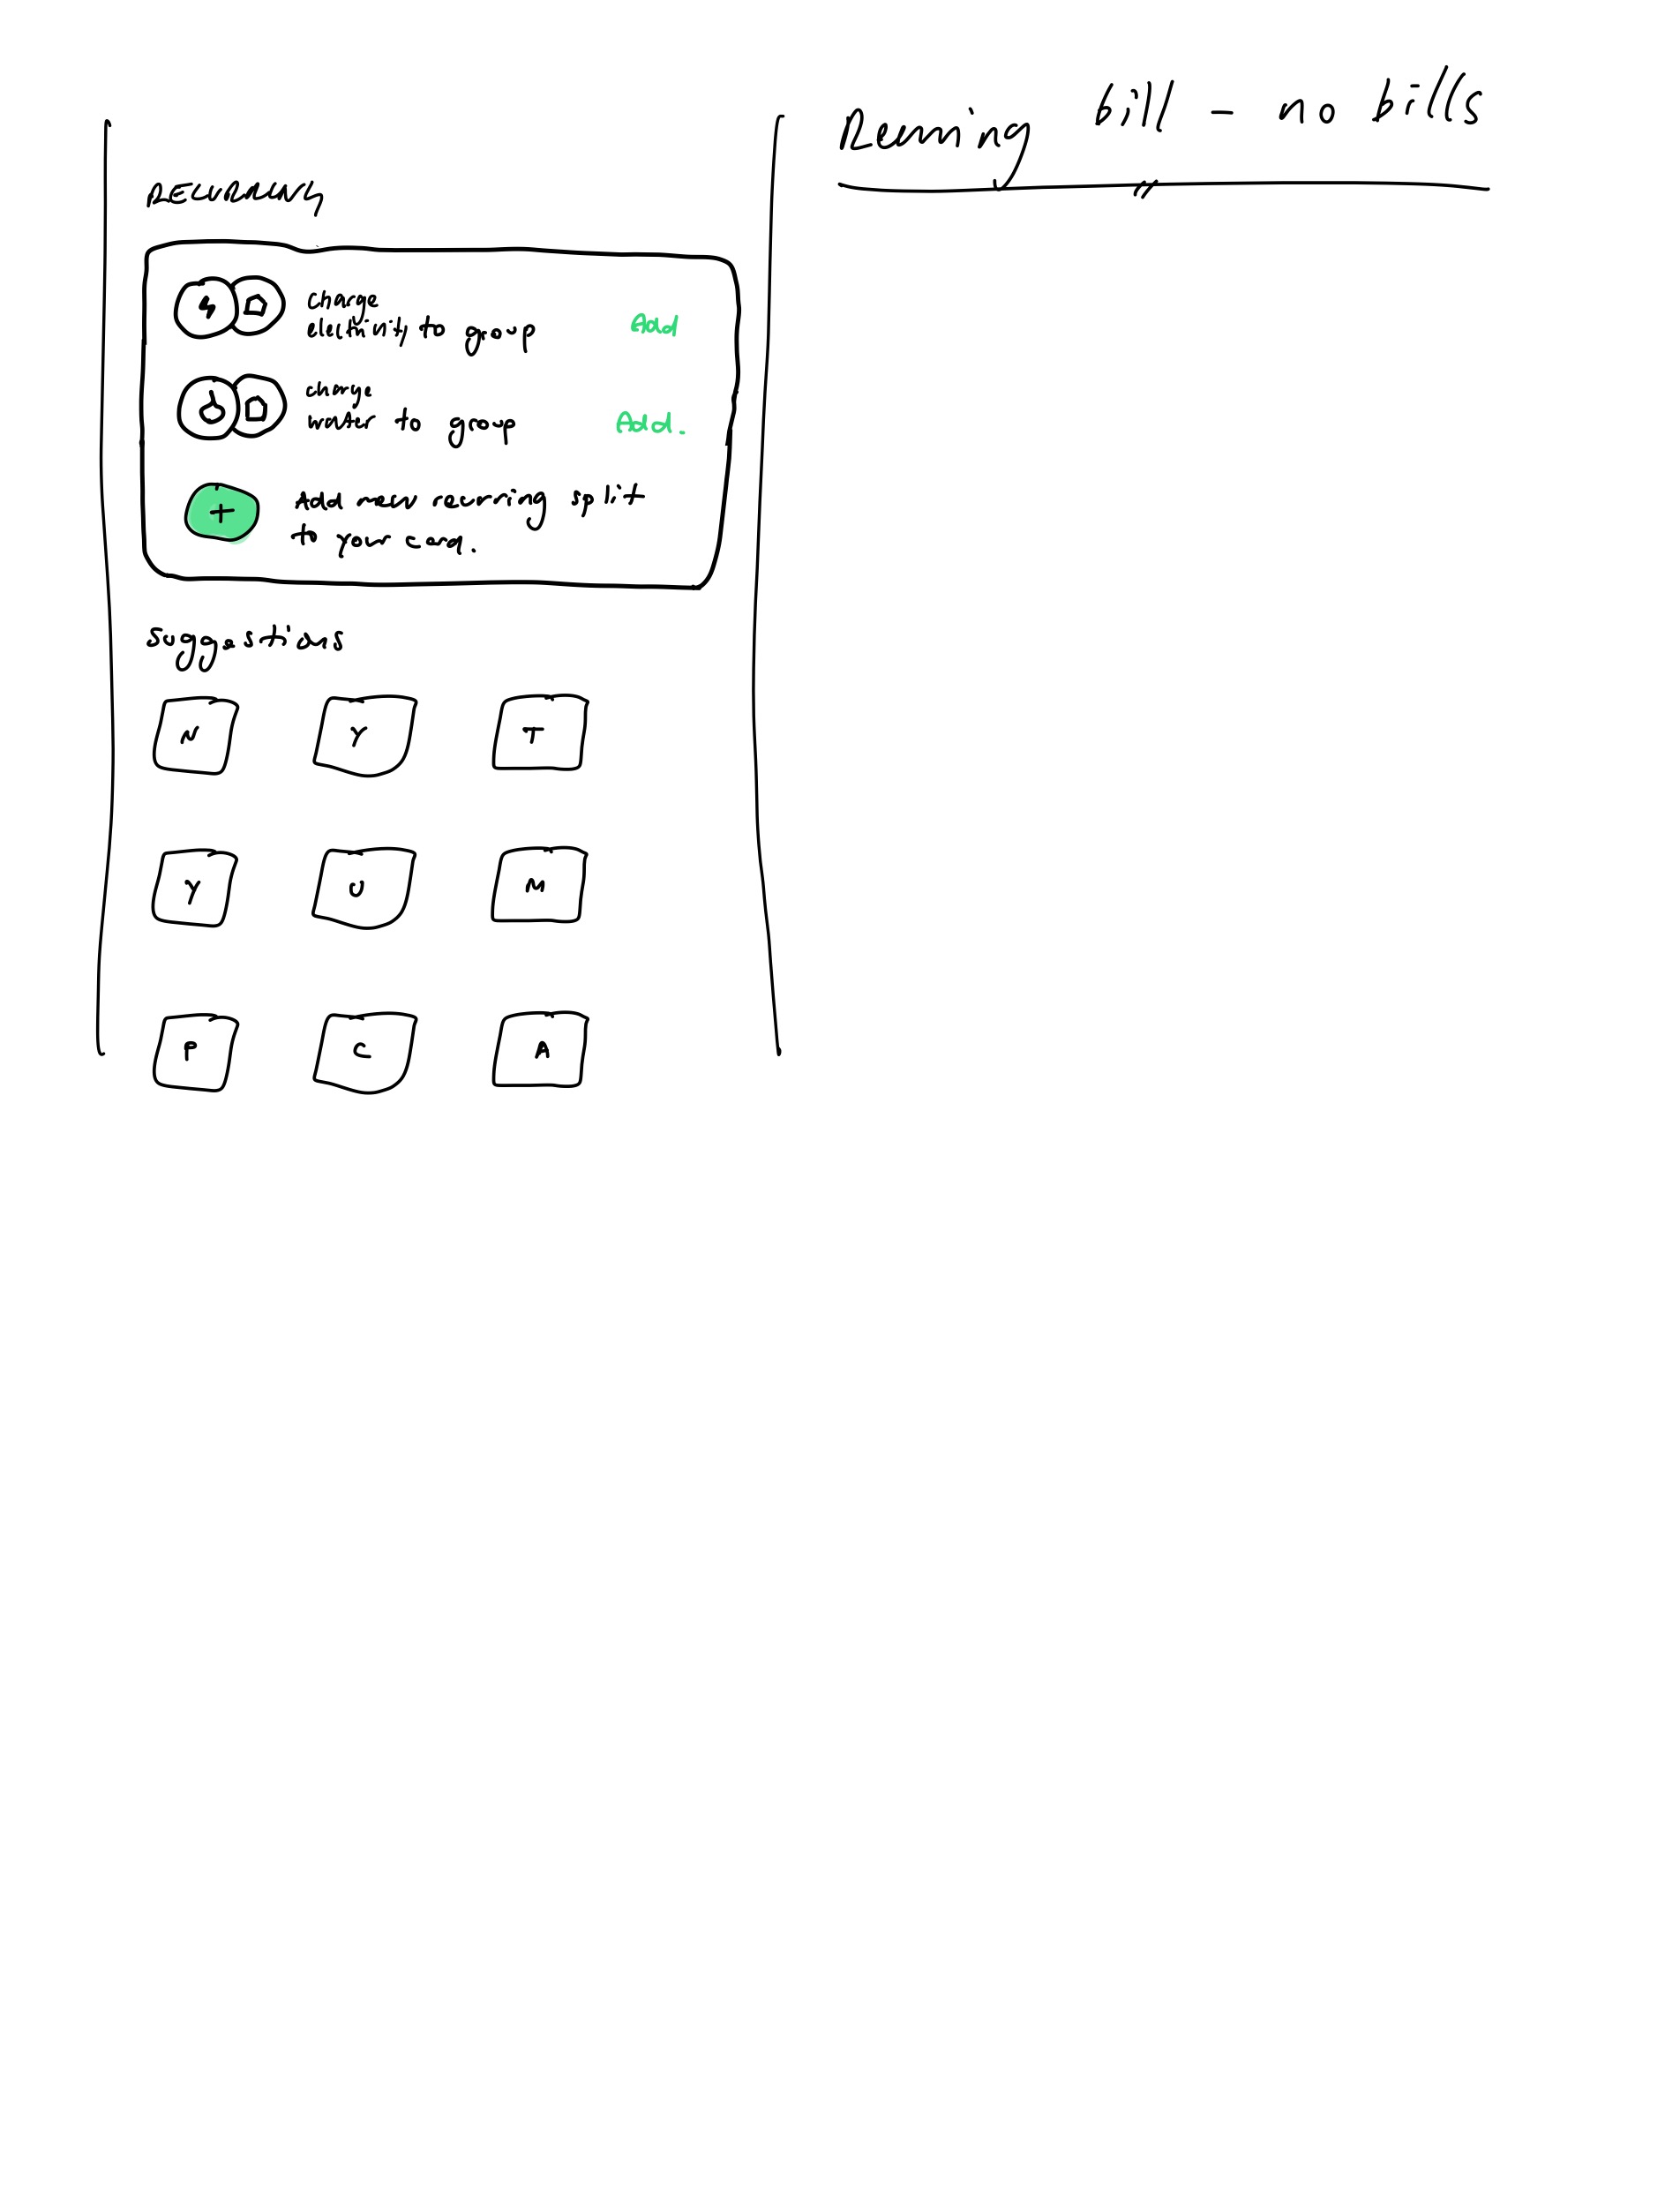 Recurring bill - no bills
RECURRING
Charge
electricity to group
Add
charge
water to group
Add.
+ Add new recurring split
to your card.
suggestions
N Y T
Y U M
P C A